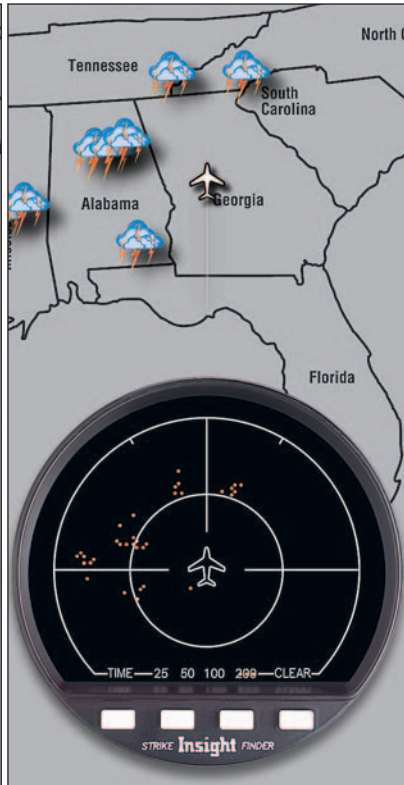 North C
Tennessee
South
Carolina
Alabama
Georgia
Florida
TIME 25 50 100 200 CLEAR
STRIKE Insight FINDER